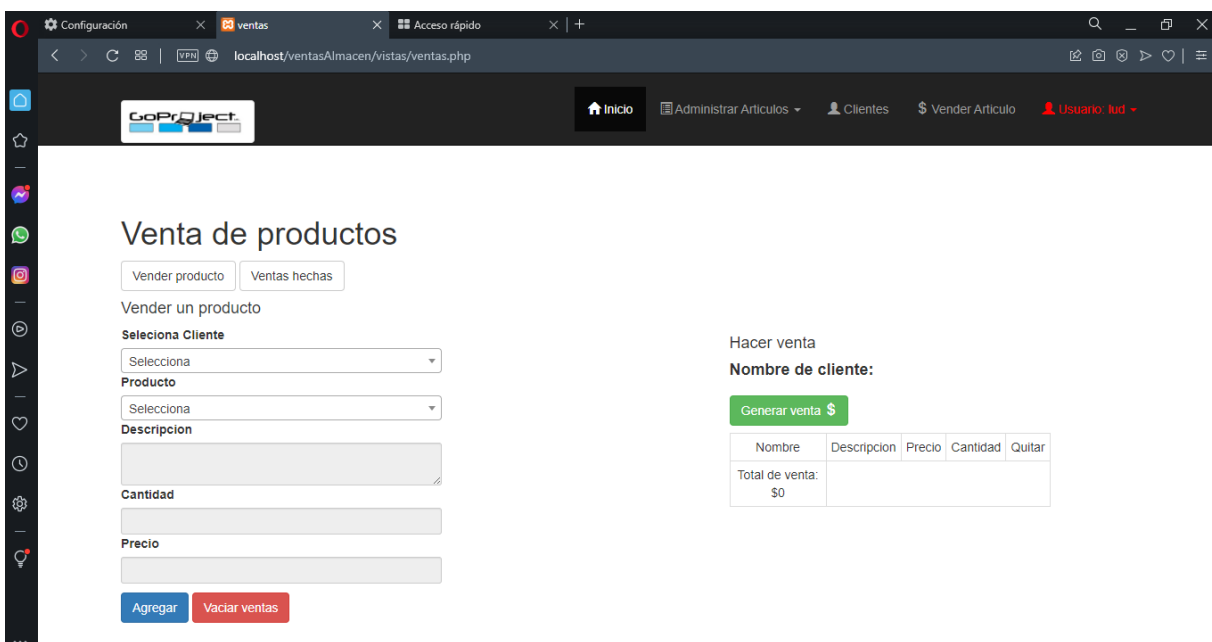 Configuración
ventas
Acceso rápido
VPN
localhost/ventasAlmacen/vistas/ventas.php
GoProject.
Inicio
Administrar Articulos
Clientes
$ Vender Articulo
Usuario: lud
Venta de productos
Vender producto
Ventas hechas
Vender un producto
Seleciona Cliente
Selecciona
Producto
Selecciona
Descripcion
Cantidad
Precio
Agregar
Vaciar ventas
Hacer venta
Nombre de cliente:
Generar venta $
Nombre Descripcion Precio Cantidad Quitar
Total de venta:
$0